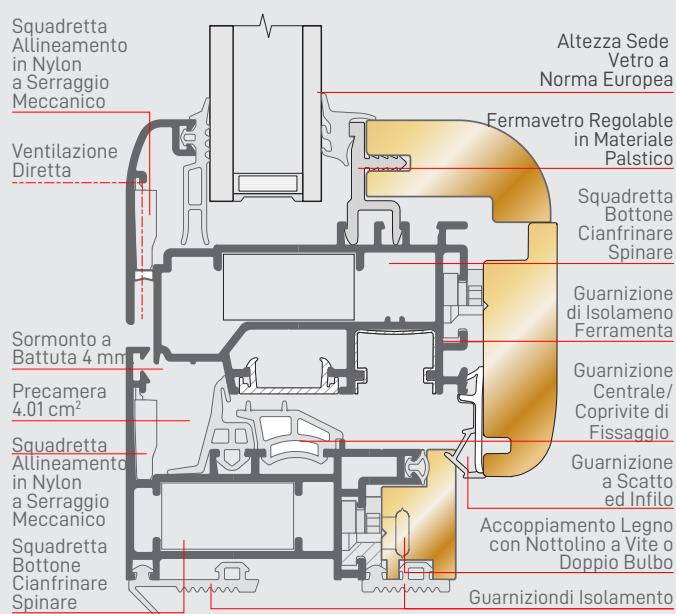 Squadretta
Allineamento
in Nylon
a Serraggio
Meccanico
Ventilazione
Diretta
Sormonto a
Battuta 4 mm
Precamera
4.01 cm²
Squadretta
Allineamento
in Nylon
a Serraggio
Meccanico
Squadretta
Bottone
Cianfrinare
Spinare
Altezza Sede
Vetro a
Norma Europea
Fermavetro Regolable
in Materiale
Palstico
Squadretta
Bottone
Cianfrinare
Spinare
Guarnizione
di Isolameno
Ferramenta
Guarnizione
Centrale/
Coprivite di
Fissaggio
Guarnizione
a Scatto
ed Infilo
Accoppiamento Legno
con Nottolino a Vite o
Doppio Bulbo
Guarniziondi Isolamento